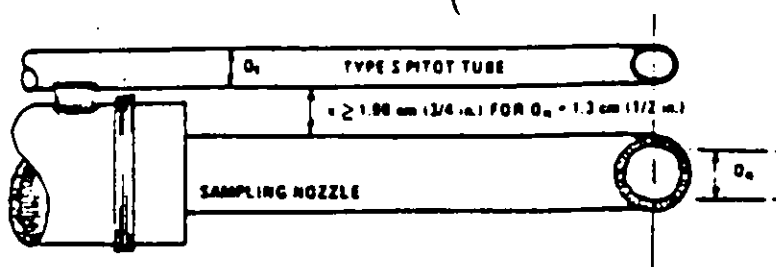 Dt TYPE S PITOT TUBE
x ≥ 1.90 cm (3/4 in.) FOR Dn = 1.3 cm (1/2 in.)
Dn
SAMPLING NOZZLE